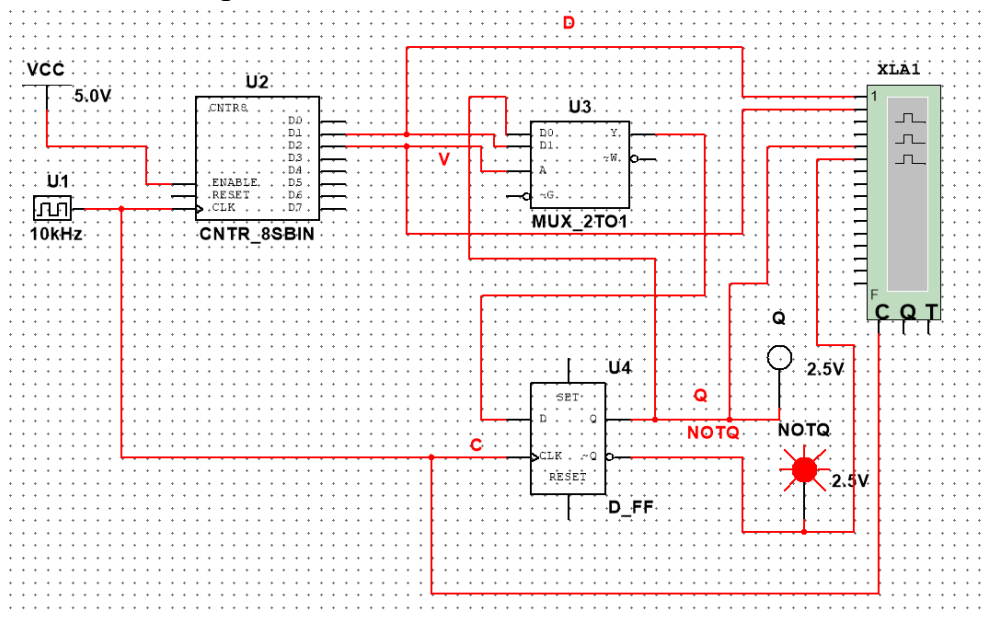 D
VCC
5.0V
U2
CNTR8
D0
D1
D2
D3
D4
D5
D6
D7
ENABLE
RESET
CLK
CNTR_8SBIN
U1
10kHz
V
U3
D0. .Y.
D1.
~W.
A
~G.
MUX_2TO1
XLA1
1
F
C Q T
Q
2.5V
U4
SET
D Q
CLK ~Q
RESET
D_FF
C
Q
NOTQ
NOTQ
2.5V